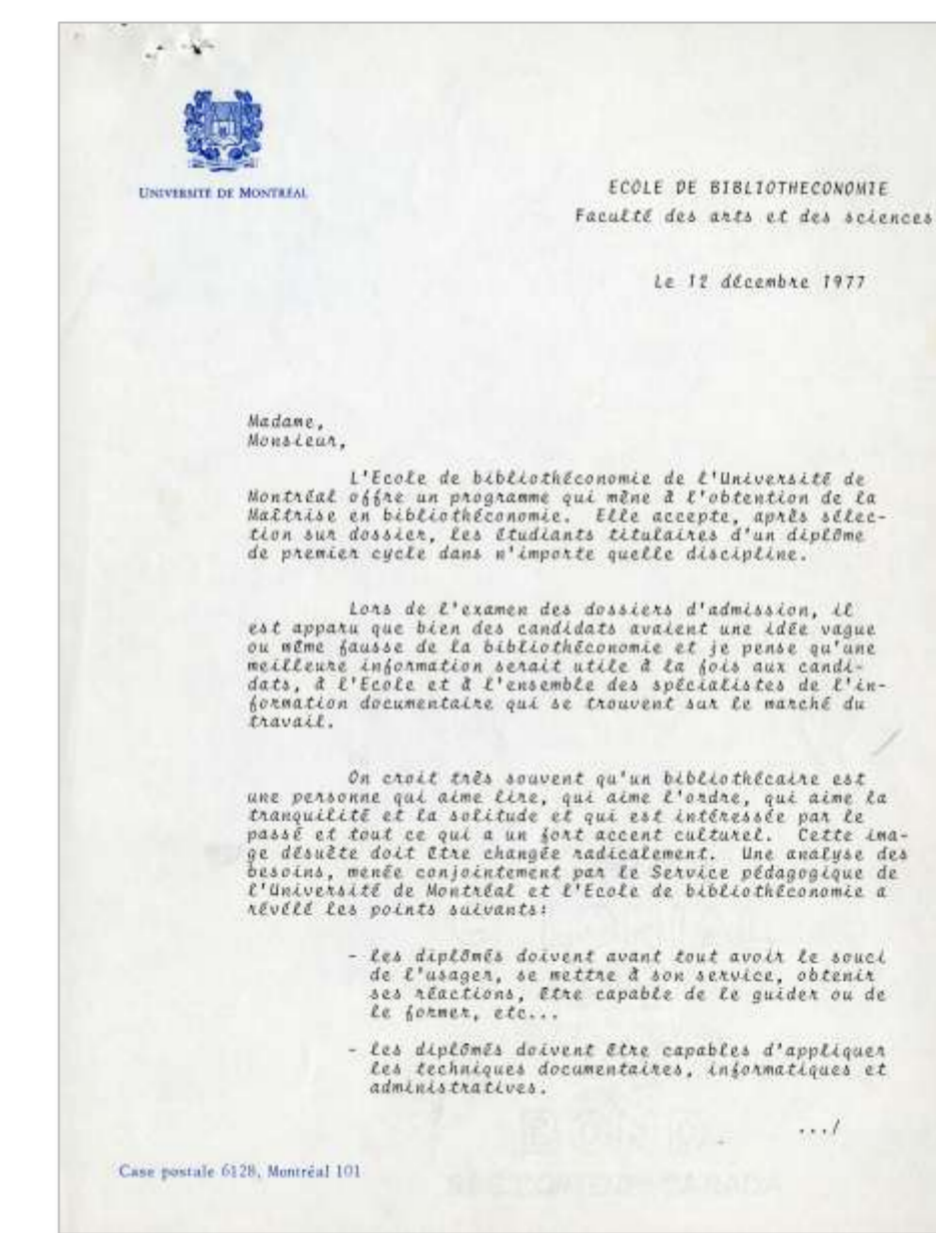 UNIVERSITÉ DE MONTRÉAL
ECOLE DE BIBLIOTHECONOMIE
Faculté des arts et des sciences
Le 12 décembre 1977
Madame,
Monsieur,
L'Ecole de bibliothéconomie de l'Université de
Montréal offre un programme qui mène à l'obtention de la
Maîtrise en bibliothéconomie. Elle accepte, après sélec-
tion sur dossier, les étudiants titulaires d'un diplôme
de premier cycle dans n'importe quelle discipline.
Lors de l'examen des dossiers d'admission, il
est apparu que bien des candidats avaient une idée vague
ou même fausse de la bibliothéconomie et je pense qu'une
meilleure information serait utile à la fois aux candi-
dats, à l'Ecole et à l'ensemble des spécialistes de l'in-
formation documentaire qui se trouvent sur le marché du
travail.
On croit très souvent qu'un bibliothécaire est
une personne qui aime lire, qui aime l'ordre, qui aime la
tranquilité et la solitude et qui est intéressée par le
passé et tout ce qui a un fort accent culturel. Cette ima-
ge désuète doit être changée radicalement. Une analyse des
besoins, menée conjointement par le Service pédagogique de
l'Université de Montréal et l'Ecole de bibliothéconomie a
révélé les points suivants:
- les diplômés doivent avant tout avoir le souci
de l'usager, se mettre à son service, obtenir
ses réactions, être capable de le guider ou de
le former, etc...
- les diplômés doivent être capables d'appliquer
les techniques documentaires, informatiques et
administratives.
.../
Case postale 6128, Montréal 101